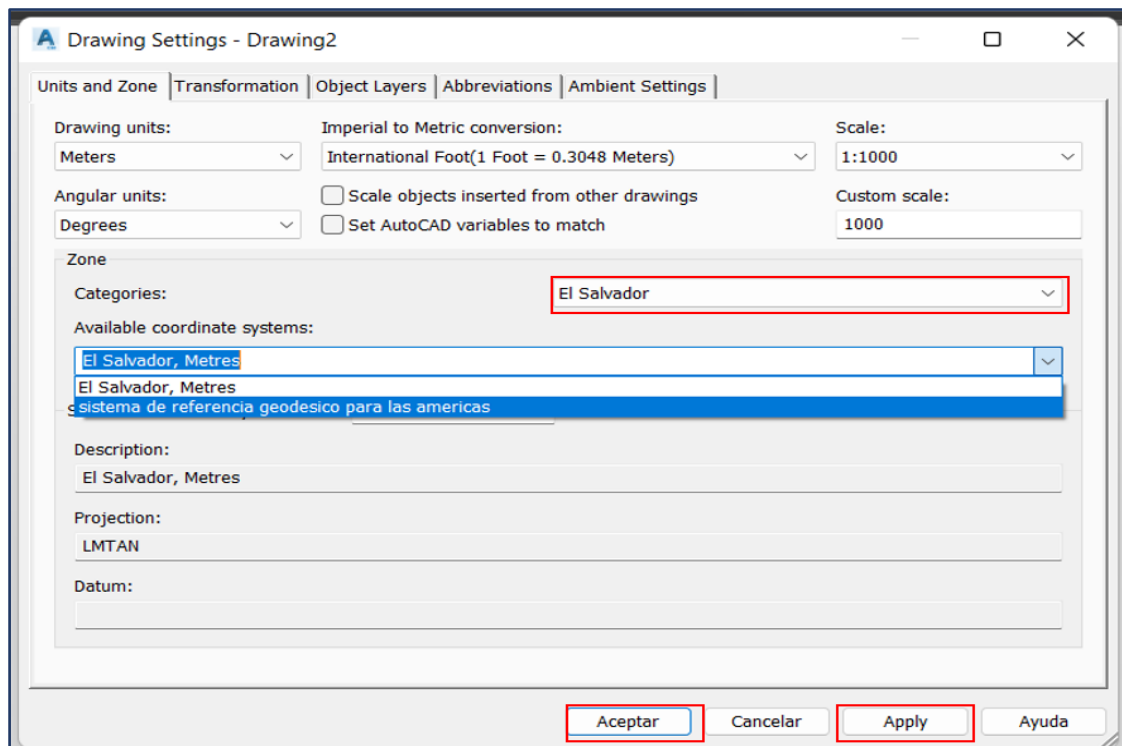 Drawing Settings - Drawing2
Units and Zone Transformation Object Layers Abbreviations Ambient Settings
Drawing units: Imperial to Metric conversion: Scale:
Meters International Foot(1 Foot = 0.3048 Meters) 1:1000
Angular units: Scale objects inserted from other drawings Custom scale:
Degrees Set AutoCAD variables to match 1000
Zone
Categories: El Salvador
Available coordinate systems:
El Salvador, Metres
El Salvador, Metres
sistema de referencia geodesico para las americas
Description:
El Salvador, Metres
Projection:
LMTAN
Datum:
Aceptar Cancelar Apply Ayuda